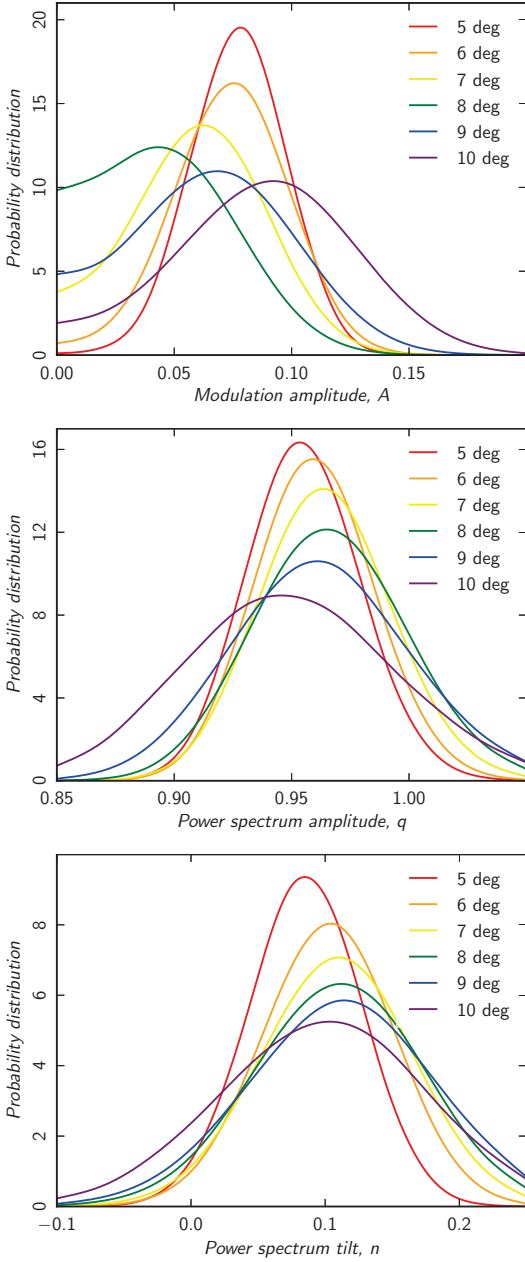 20
15
10
5
0
Probability distribution
5 deg
6 deg
7 deg
8 deg
9 deg
10 deg
0.00 0.05 0.10 0.15
Modulation amplitude, A
16
12
8
4
0
Probability distribution
5 deg
6 deg
7 deg
8 deg
9 deg
10 deg
0.85 0.90 0.95 1.00
Power spectrum amplitude, q
8
6
4
2
0
Probability distribution
5 deg
6 deg
7 deg
8 deg
9 deg
10 deg
−0.1 0.0 0.1 0.2
Power spectrum tilt, n